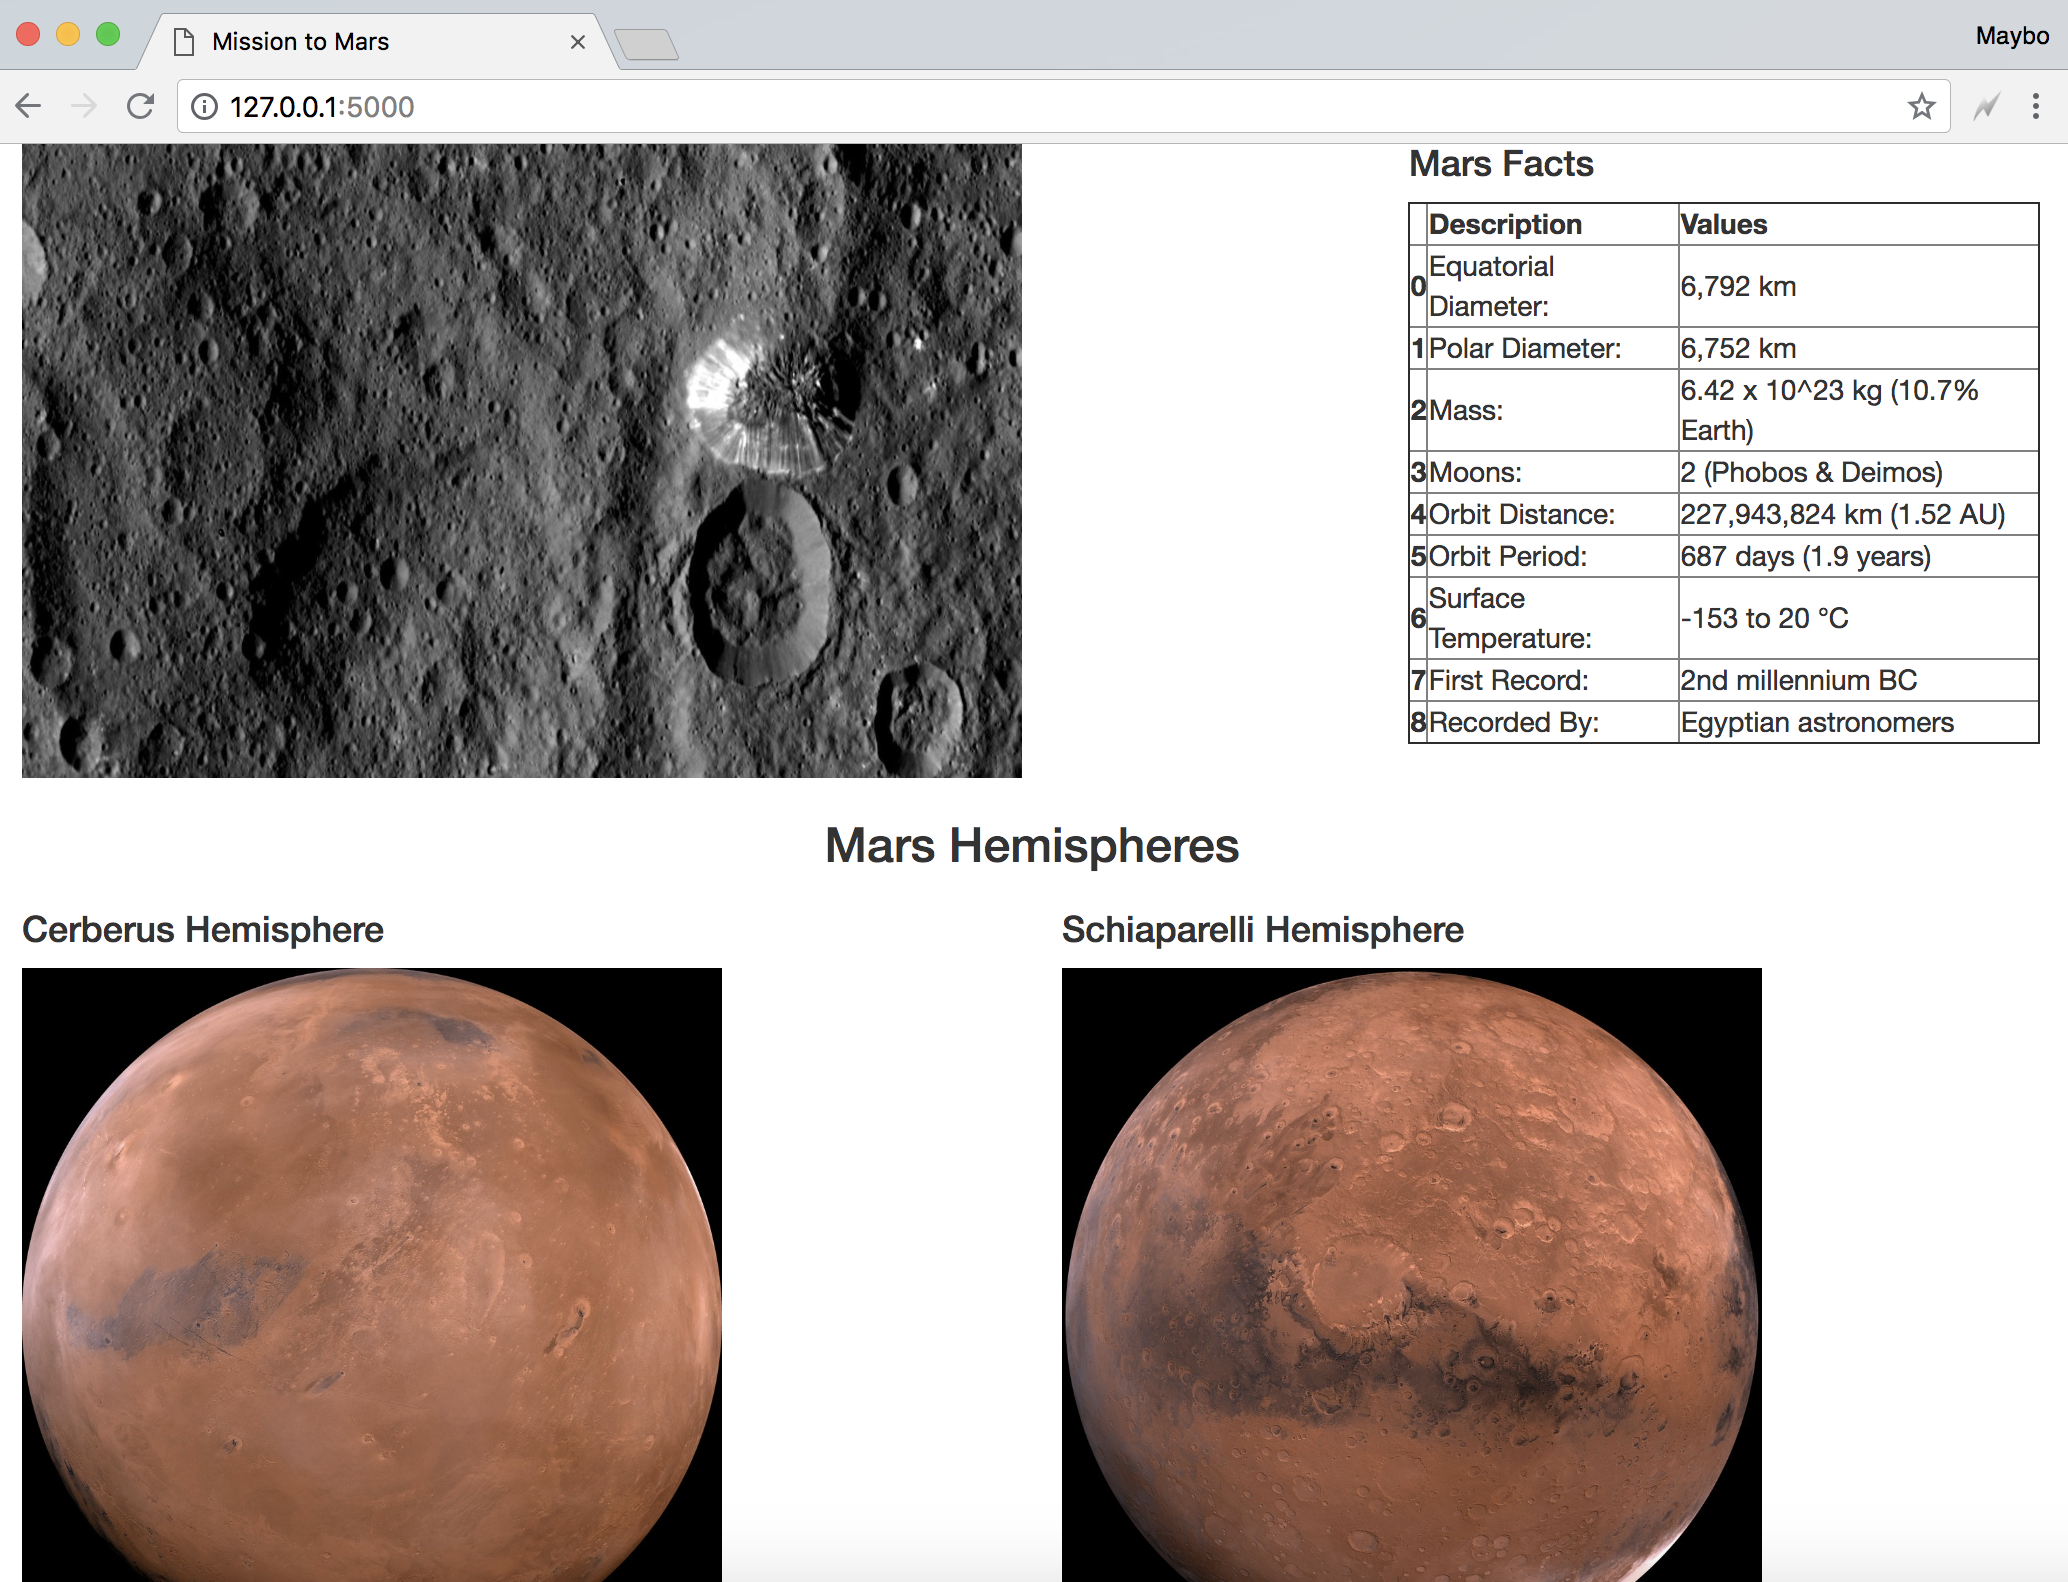 Mission to Mars
Maybo
127.0.0.1:5000
Mars Facts
Description Values
0 Equatorial Diameter: 6,792 km
1 Polar Diameter: 6,752 km
2 Mass: 6.42 x 10^23 kg (10.7% Earth)
3 Moons: 2 (Phobos & Deimos)
4 Orbit Distance: 227,943,824 km (1.52 AU)
5 Orbit Period: 687 days (1.9 years)
6 Surface Temperature: -153 to 20 °C
7 First Record: 2nd millennium BC
8 Recorded By: Egyptian astronomers
Mars Hemispheres
Cerberus Hemisphere
Schiaparelli Hemisphere